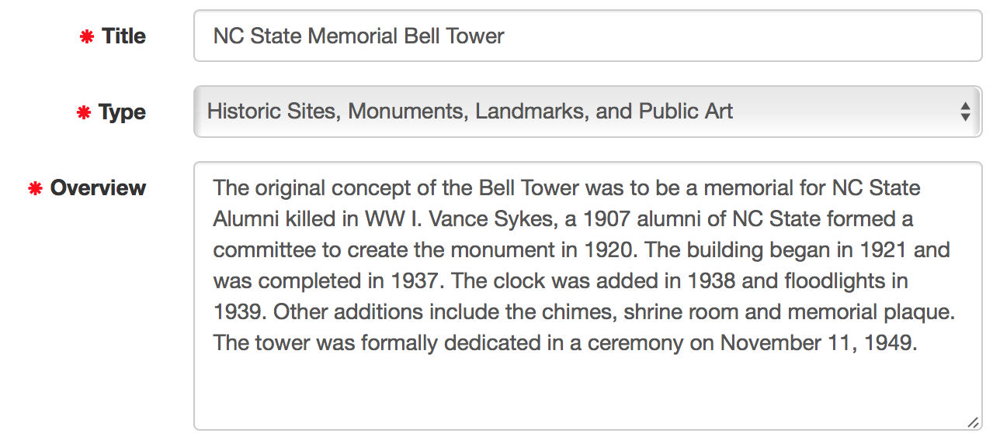 * Title
NC State Memorial Bell Tower
* Type
Historic Sites, Monuments, Landmarks, and Public Art
* Overview
The original concept of the Bell Tower was to be a memorial for NC State
Alumni killed in WW I. Vance Sykes, a 1907 alumni of NC State formed a
committee to create the monument in 1920. The building began in 1921 and
was completed in 1937. The clock was added in 1938 and floodlights in
1939. Other additions include the chimes, shrine room and memorial plaque.
The tower was formally dedicated in a ceremony on November 11, 1949.